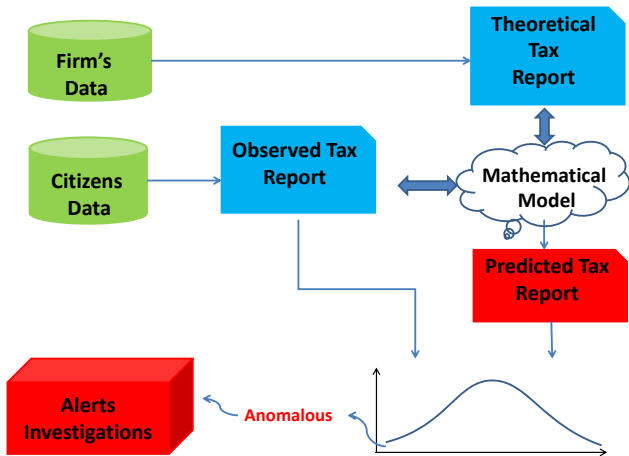 Firm's
Data
Theoretical
Tax
Report
Citizens
Data
Observed Tax
Report
Mathematical
Model
Predicted Tax
Report
Alerts
Investigations
Anomalous